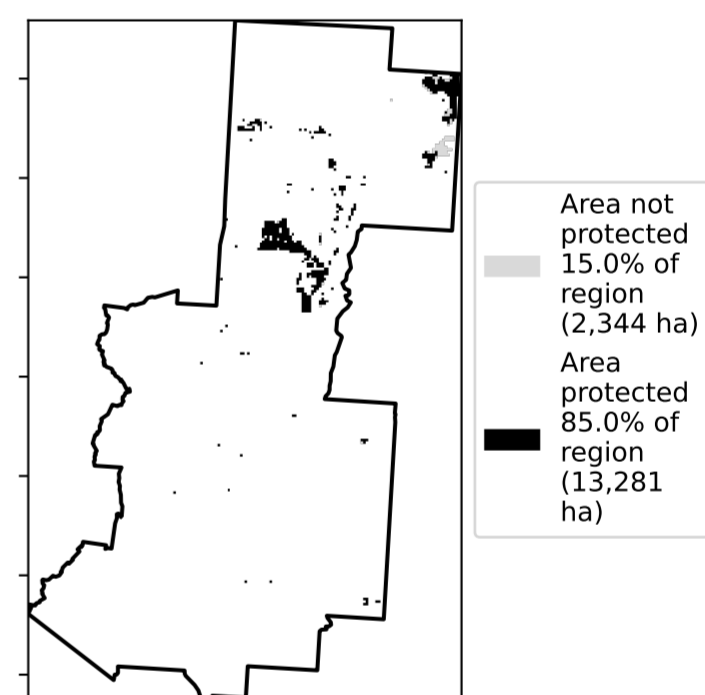 Area not
protected
15.0% of
region
(2,344 ha)
Area
protected
85.0% of
region
(13,281
ha)